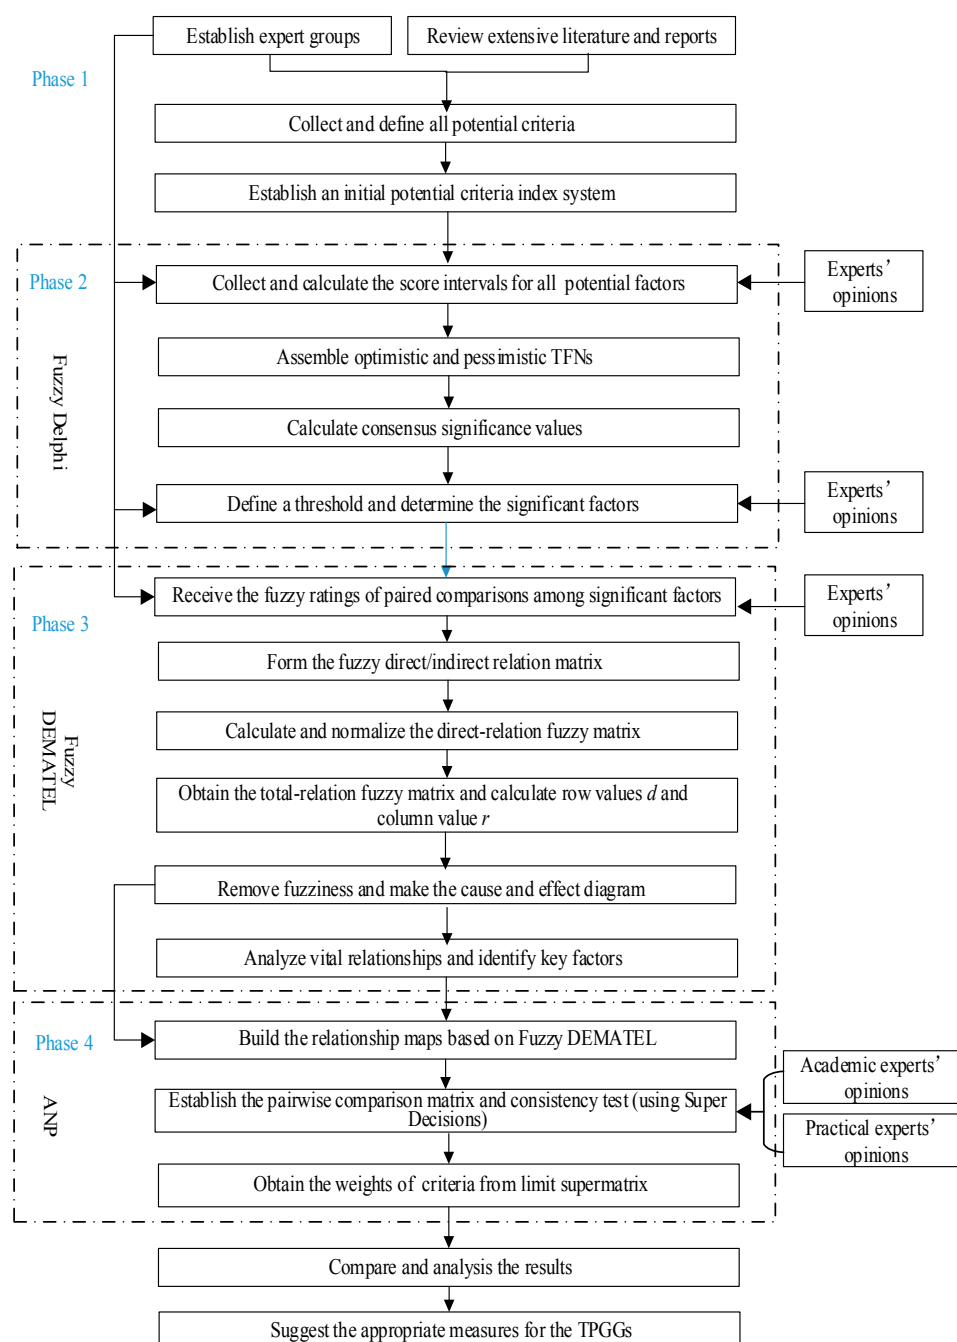 Establish expert groups
Review extensive literature and reports
Phase 1
Collect and define all potential criteria
Establish an initial potential criteria index system
Phase 2
Collect and calculate the score intervals for all potential factors
Experts’
opinions
Fuzzy Delphi
Assemble optimistic and pessimistic TFNs
Calculate consensus significance values
Define a threshold and determine the significant factors
Experts’
opinions
Receive the fuzzy ratings of paired comparisons among significant factors
Experts’
opinions
Phase 3
Form the fuzzy direct/indirect relation matrix
Fuzzy
DEMATEL
Calculate and normalize the direct-relation fuzzy matrix
Obtain the total-relation fuzzy matrix and calculate row values d and
column value r
Remove fuzziness and make the cause and effect diagram
Analyze vital relationships and identify key factors
Phase 4
Build the relationship maps based on Fuzzy DEMATEL
Academic experts’
opinions
ANP
Establish the pairwise comparison matrix and consistency test (using Super
Decisions)
Practical experts’
opinions
Obtain the weights of criteria from limit supermatrix
Compare and analysis the results
Suggest the appropriate measures for the TPGGs